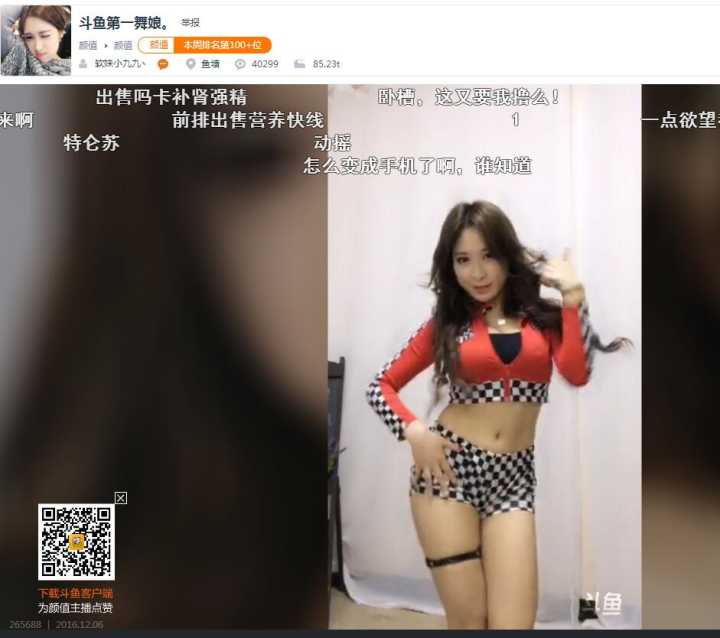 斗鱼第一舞娘。 举报
颜值 ▸ 颜值 颜值 本周排名第100+位
软妹小九九ヽ 鱼塘 40299 85.23t
出售吗卡补肾强精 卧槽，这又要我撸么！
来啊 前排出售营养快线 1 一点欲望
特仑苏 动摇
怎么变成手机了啊，谁知道
下载斗鱼客户端
为颜值主播点赞
265688 | 2016.12.06
斗鱼